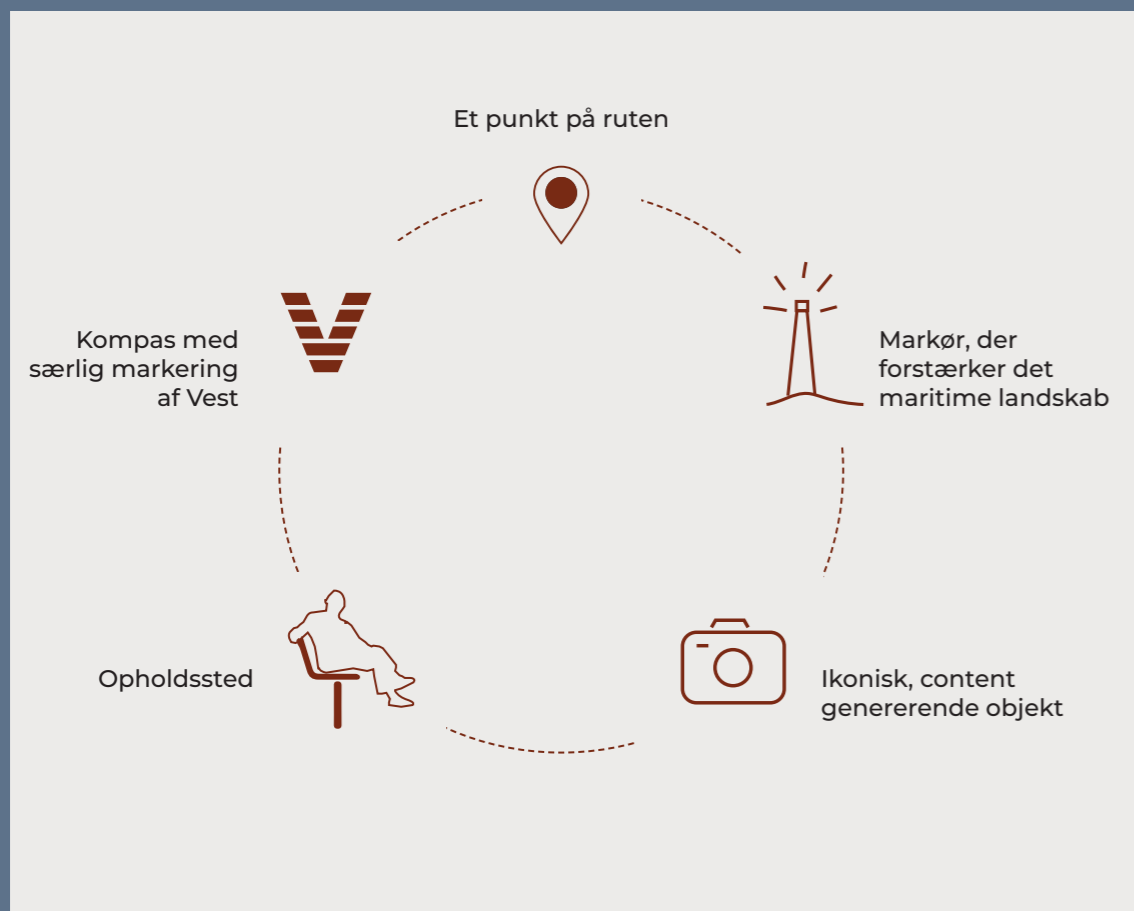 Et punkt på ruten
Kompas med
særlig markering
af Vest
V
Markør, der
forstærker det
maritime landskab
Opholdssted
Ikonisk, content
genererende objekt